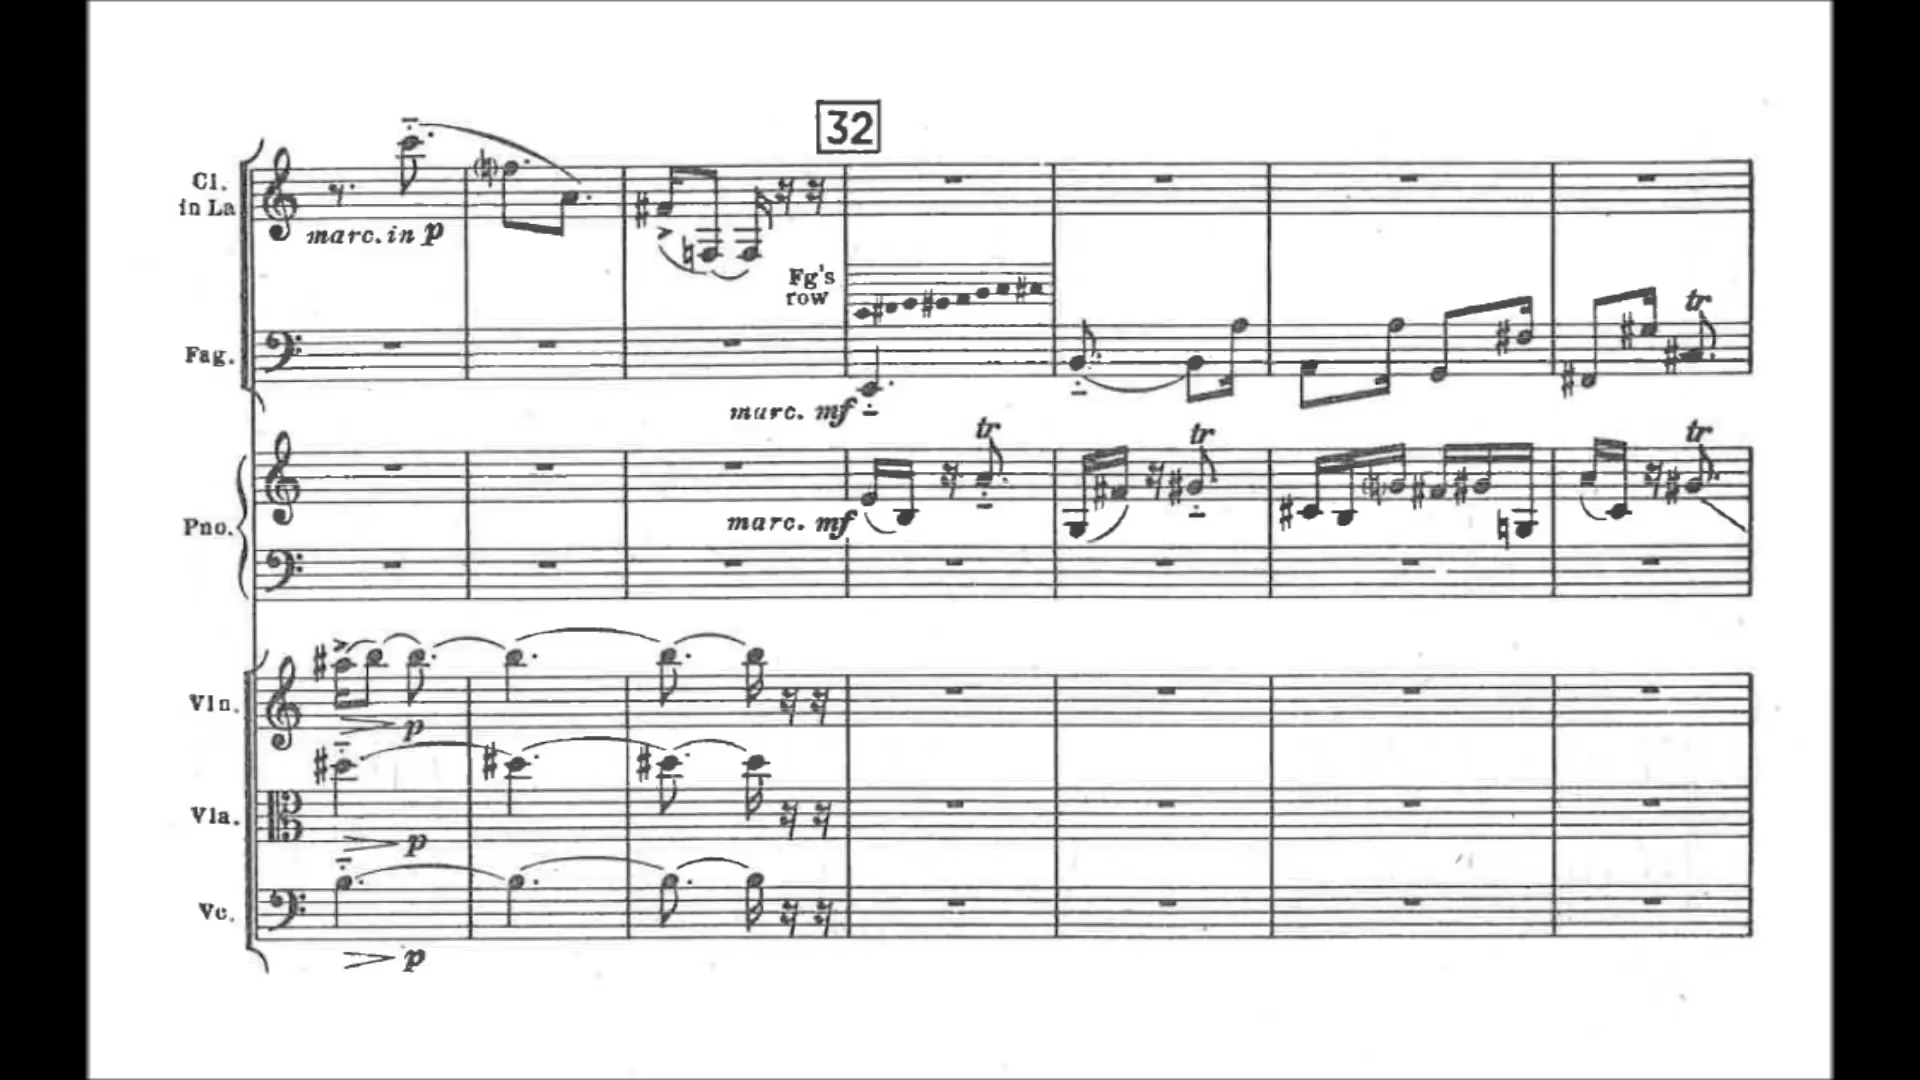 32
Cl.
in La
marc. in p
Fg's
row
Fag.
marc. mf
tr
tr
tr
tr
Pno.
marc. mf
Vln.
p
Vla.
p
Vc.
p